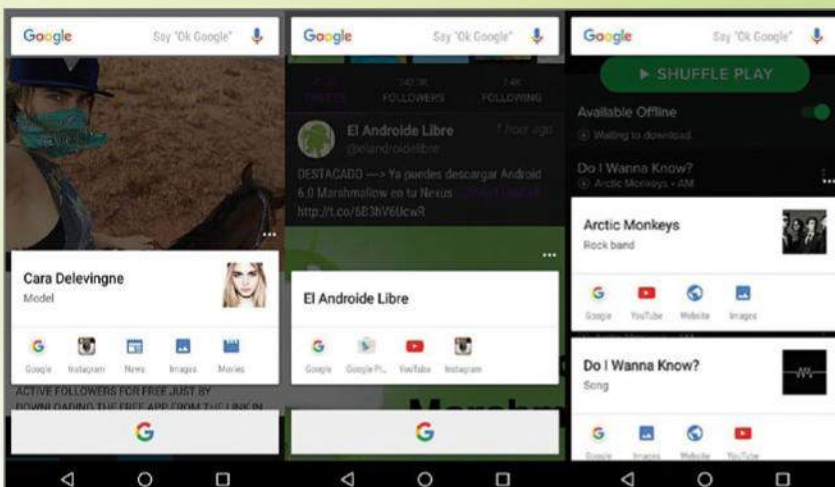 Google Say "Ok Google"
Cara Delevingne
Model
Google Instagram News Images Movies
ACTIVE FOLLOWERS FOR FREE JUST BY
DOWNLOADING THE FREE APP FROM THE LINK IN
G
Google Say "Ok Google"
TWEETS FOLLOWERS FOLLOWING
El Androide Libre 1 hour ago
@elandroidelibre
DESTACADO ---> Ya puedes descargar Android
6.0 Marshmallow en tu Nexus
http://t.co/6B3hV6UcwR
El Androide Libre
Google Google Pl.. YouTube Instagram
G
Google Say "Ok Google"
SHUFFLE PLAY
Available Offline
Waiting to download
Do I Wanna Know?
Arctic Monkeys • AM
Arctic Monkeys
Rock band
Google YouTube Website Images
Do I Wanna Know?
Song
Google Images Website YouTube